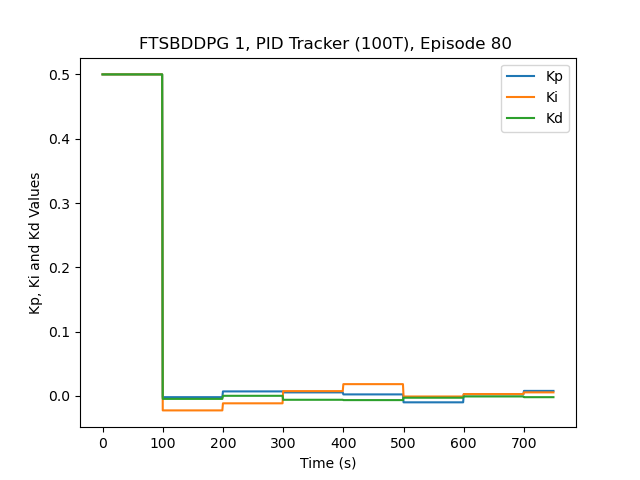 FTSBDDPG 1, PID Tracker (100T), Episode 80
Kp
Ki
Kd
Kp, Ki and Kd Values
0.5
0.4
0.3
0.2
0.1
0.0
0 100 200 300 400 500 600 700
Time (s)